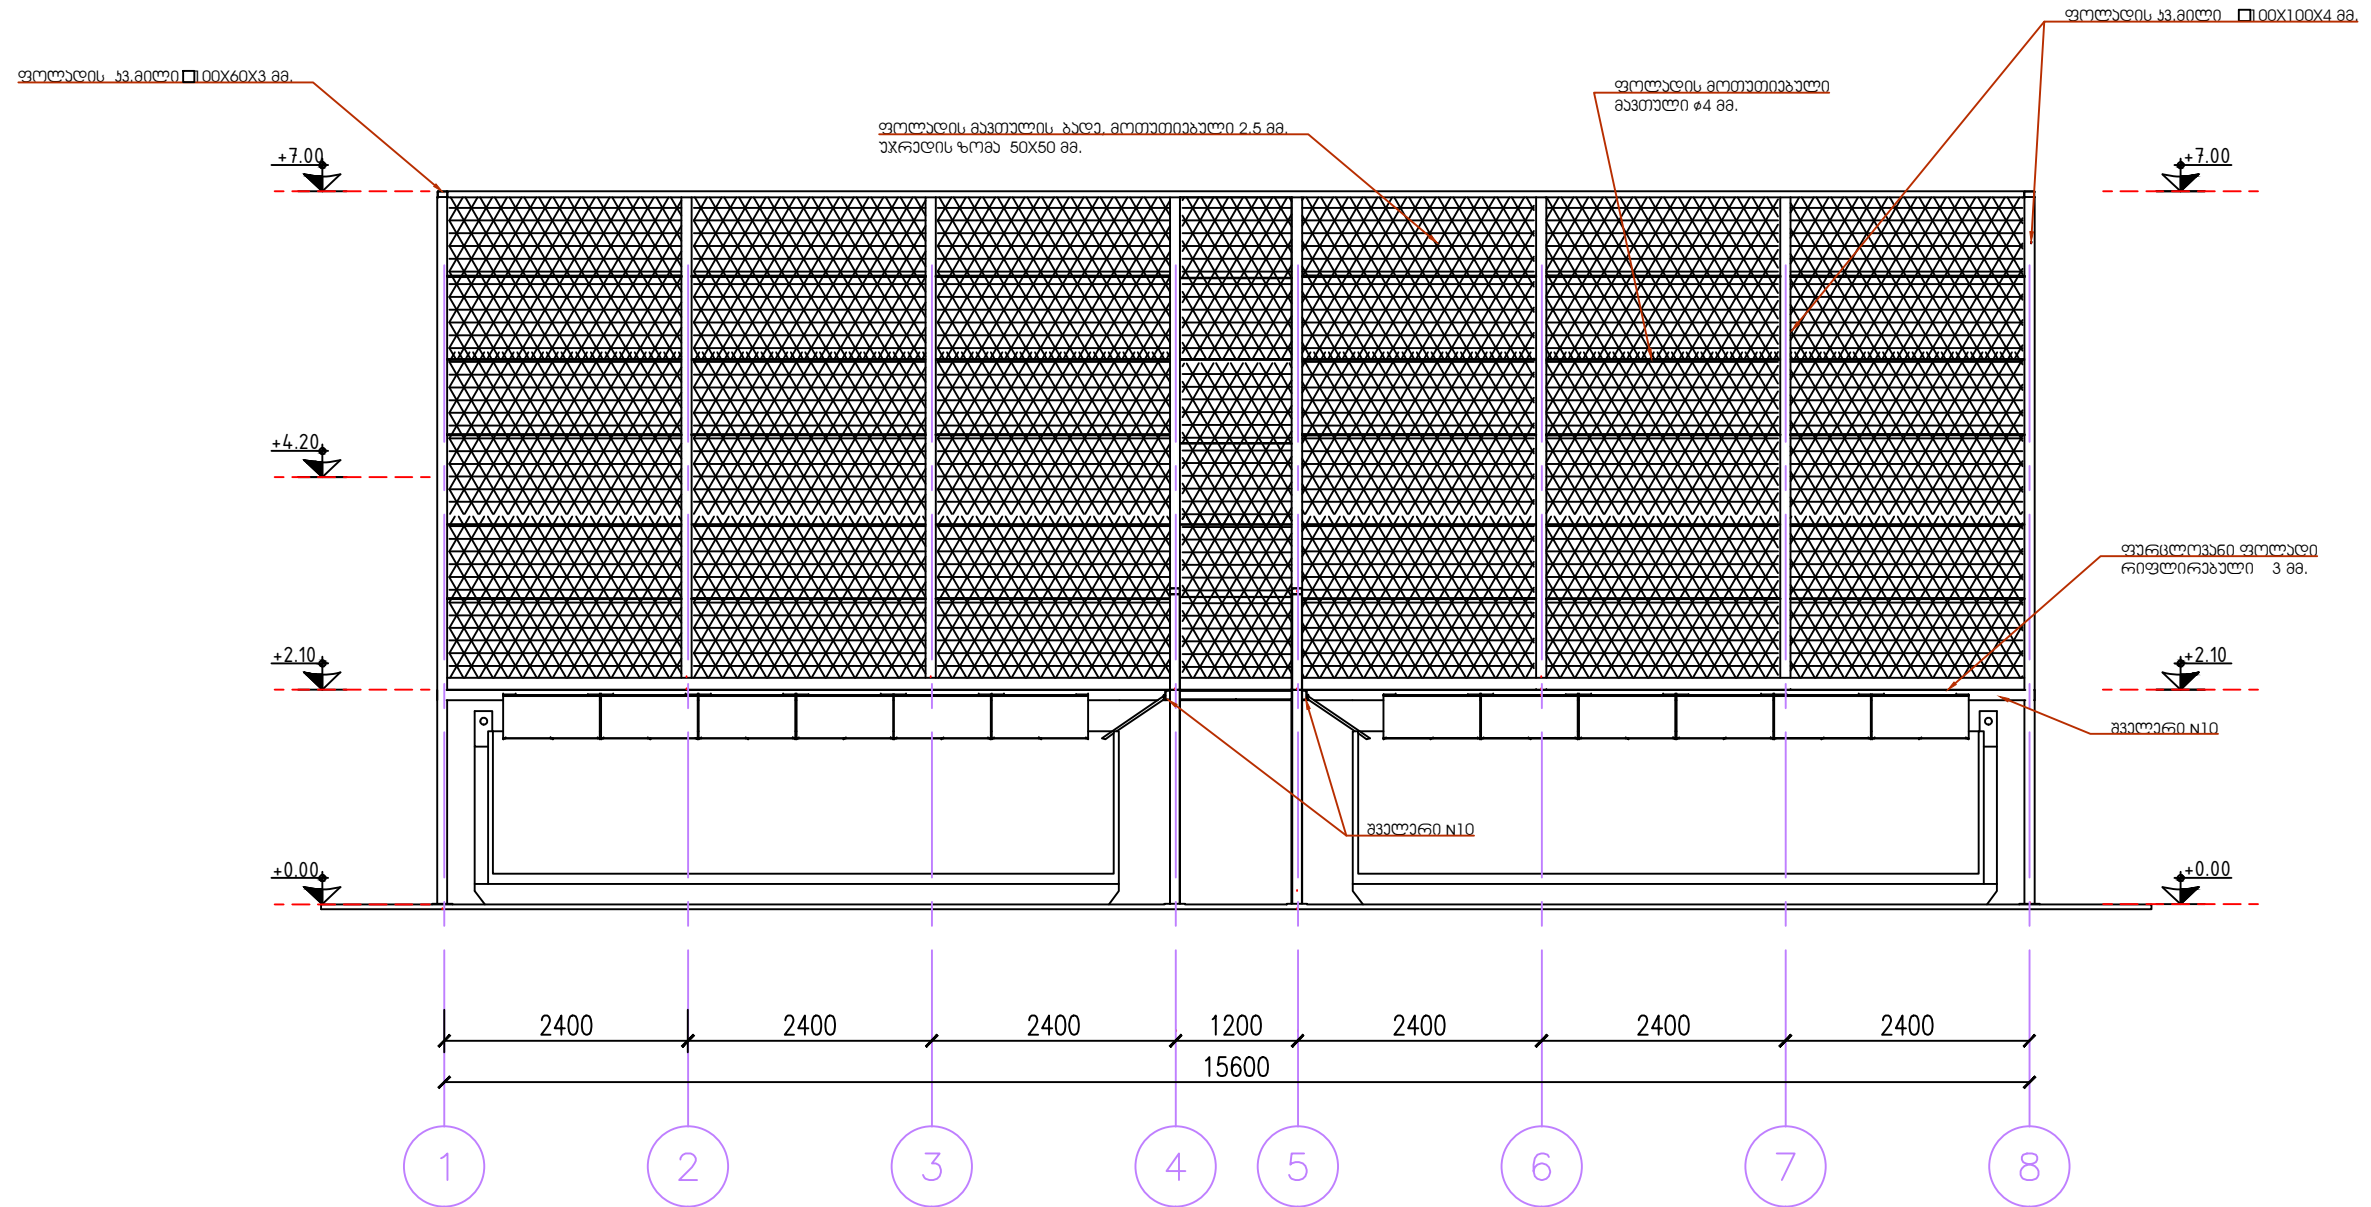 ფოლადის კვ.მილი □100X100X4 მმ.
ფოლადის კვ.მილი □100X60X3 მმ.
ფოლადის მოთუთიებული
მავთული ⌀4 მმ.
ფოლადის მავთულის ბადე, მოთუთიებული 2.5 მმ.
უჯრედის ზომა 50X50 მმ.
+7.00
+7.00
+4.20
ფურცლოვანი ფოლადი
რიფლირებული 3 მმ.
+2.10
+2.10
შველერი N10
შველერი N10
+0.00
+0.00
2400
2400
2400
1200
2400
2400
2400
15600
1
2
3
4
5
6
7
8